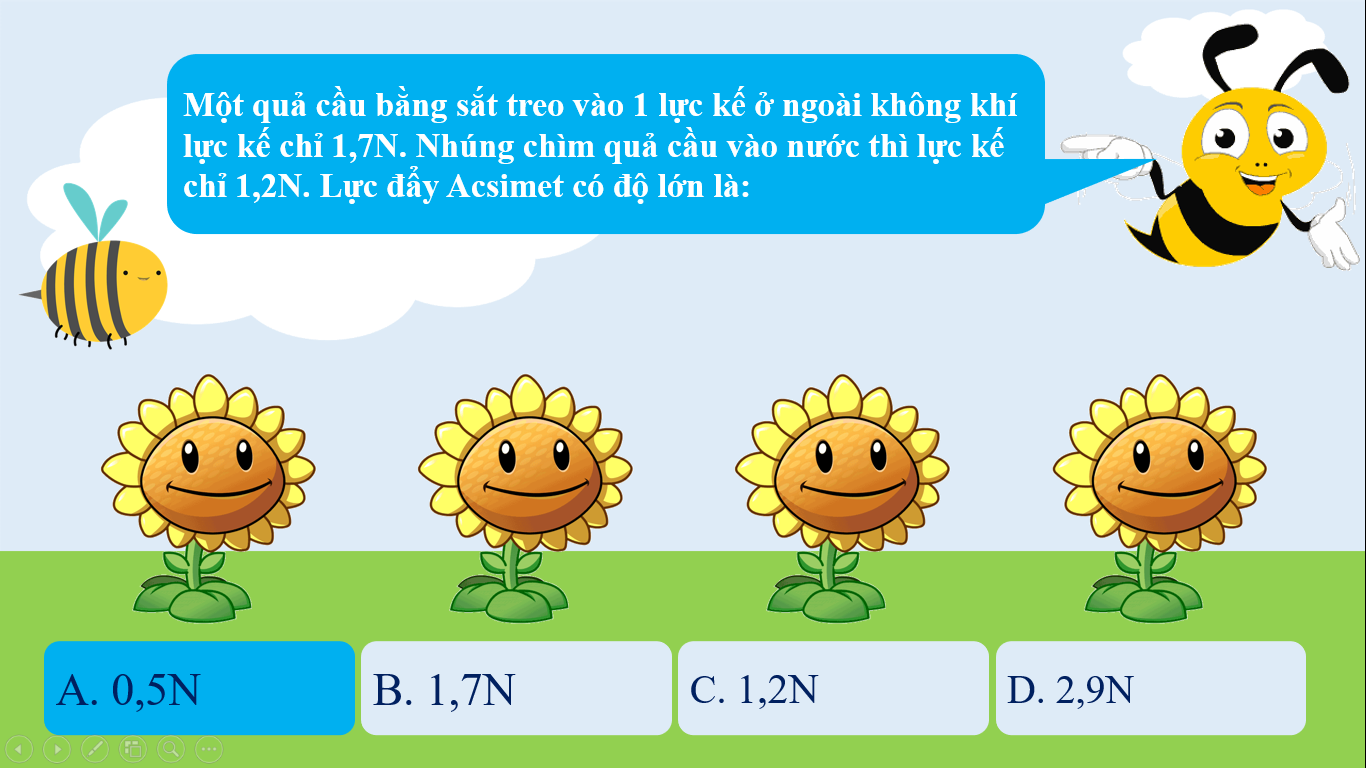 Một quả cầu bằng sắt treo vào 1 lực kế ở ngoài không khí
lực kế chỉ 1,7N. Nhúng chìm quả cầu vào nước thì lực kế
chỉ 1,2N. Lực đẩy Acsimet có độ lớn là:
A. 0,5N
B. 1,7N
C. 1,2N
D. 2,9N